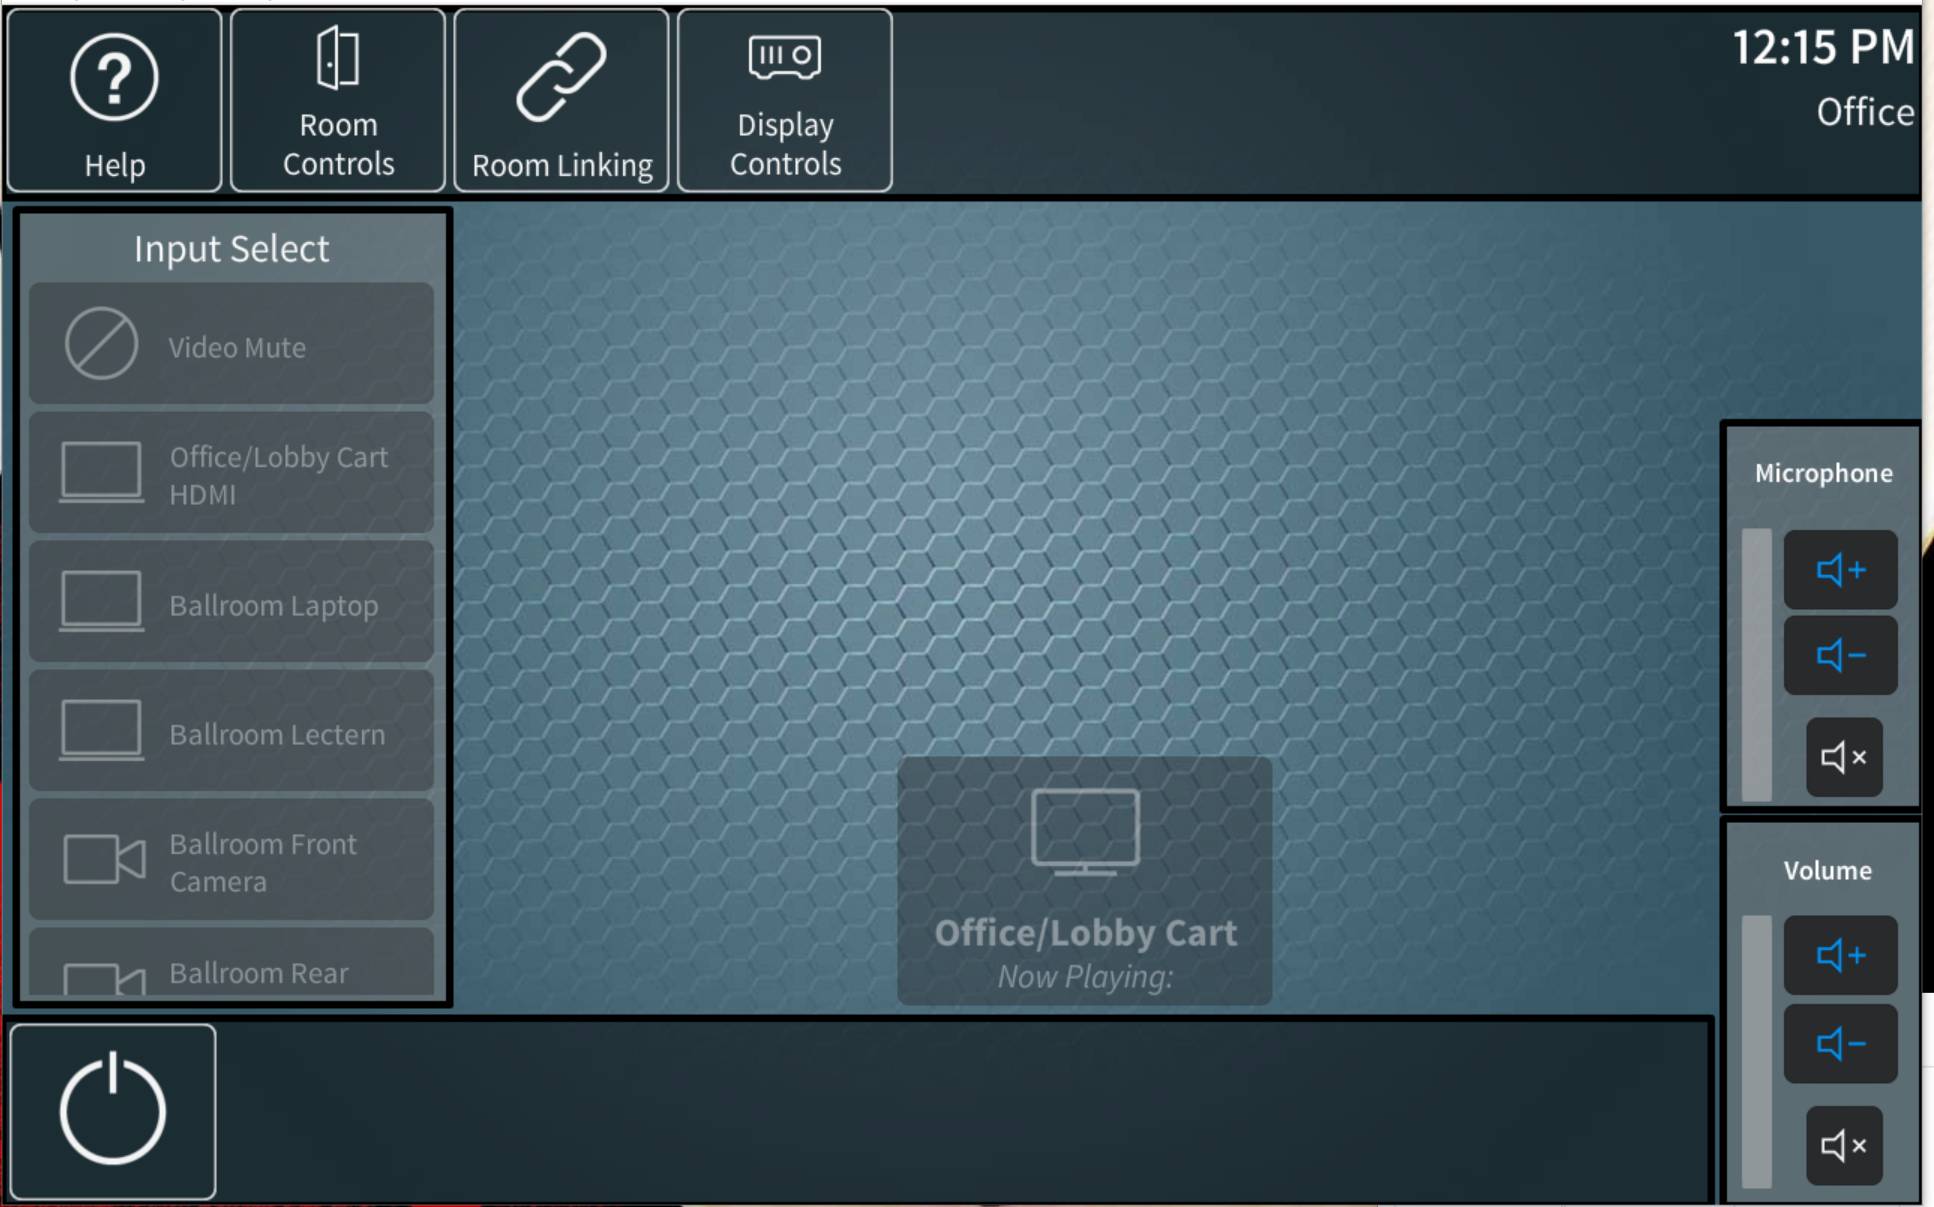 Help
Room
Controls
Room Linking
Display
Controls
12:15 PM
Office
Input Select
Video Mute
Office/Lobby Cart
HDMI
Ballroom Laptop
Ballroom Lectern
Ballroom Front
Camera
Ballroom Rear
Office/Lobby Cart
Now Playing:
Microphone
Volume